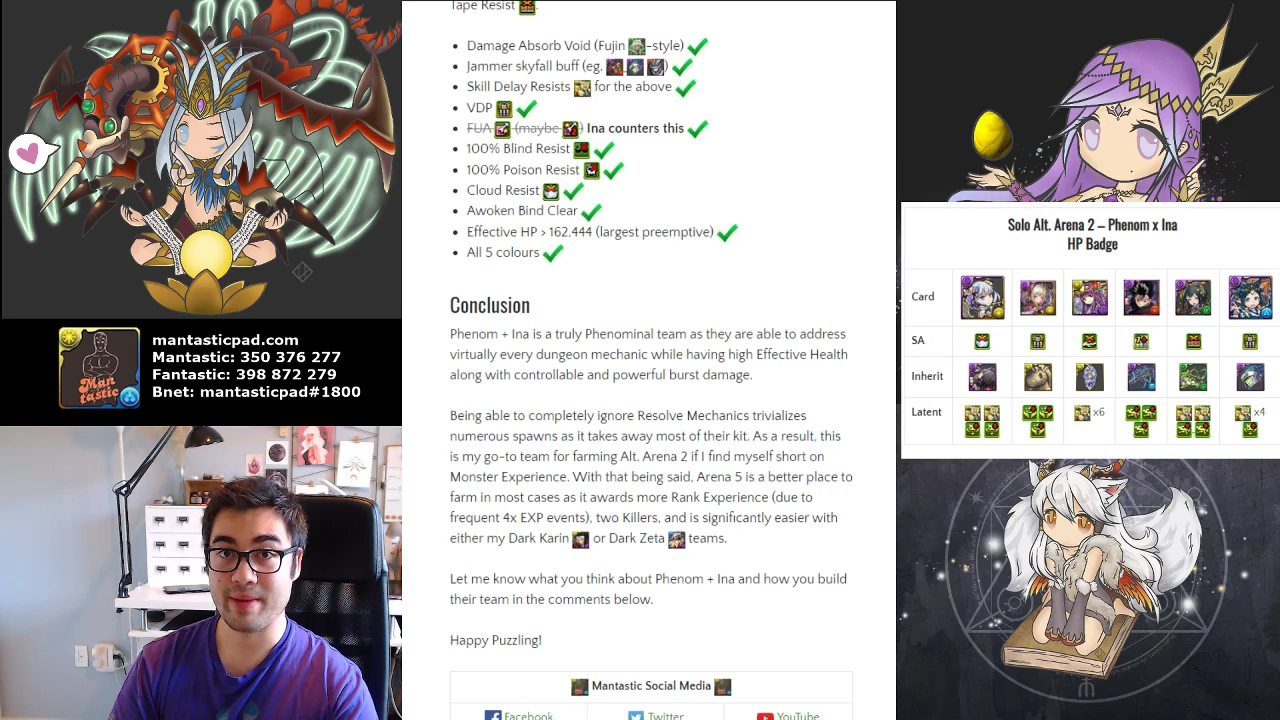 Tape Resist .
Damage Absorb Void (Fujin -style)
Jammer skyfall buff (eg. )
Skill Delay Resists for the above
VDP
FUA (maybe ) Ina counters this
100% Blind Resist
100% Poison Resist
Cloud Resist
Awoken Bind Clear
Effective HP > 162,444 (largest preemptive)
All 5 colours
Conclusion
Phenom + Ina is a truly Phenominal team as they are able to address
virtually every dungeon mechanic while having high Effective Health
along with controllable and powerful burst damage.
Being able to completely ignore Resolve Mechanics trivializes
numerous spawns as it takes away most of their kit. As a result, this
is my go-to team for farming Alt. Arena 2 if I find myself short on
Monster Experience. With that being said, Arena 5 is a better place to
farm in most cases as it awards more Rank Experience (due to
frequent 4x EXP events), two Killers, and is significantly easier with
either my Dark Karin or Dark Zeta teams.
Let me know what you think about Phenom + Ina and how you build
their team in the comments below.
Happy Puzzling!
Mantastic Social Media
Facebook Twitter YouTube
Man
tastic
mantasticpad.com
Mantastic: 350 376 277
Fantastic: 398 872 279
Bnet: mantasticpad#1800
Solo Alt. Arena 2 – Phenom x Ina
HP Badge
Card
SA
Inherit
Latent x6 x4